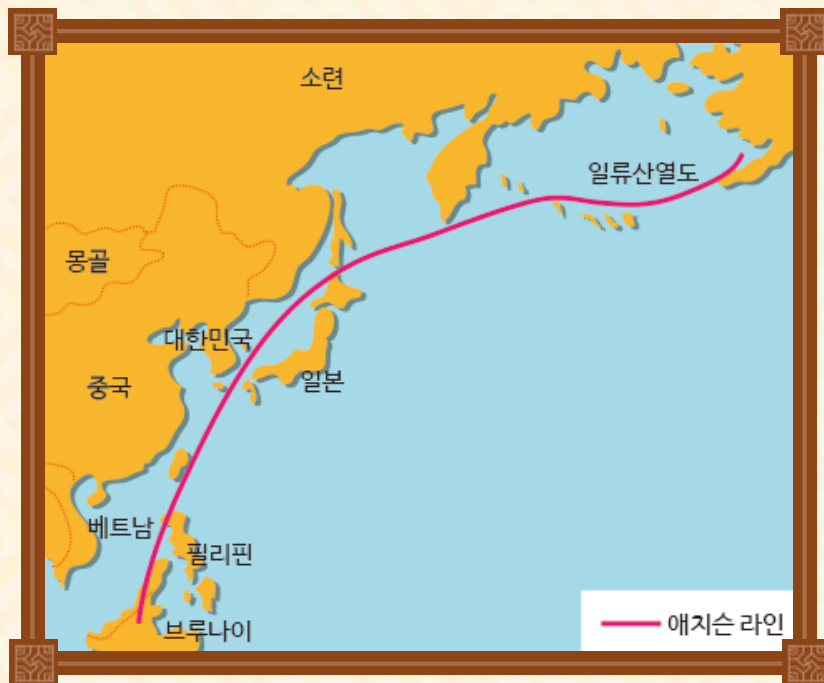 소련
일류산열도
몽골
대한민국
일본
중국
베트남
필리핀
브루나이
애치슨 라인